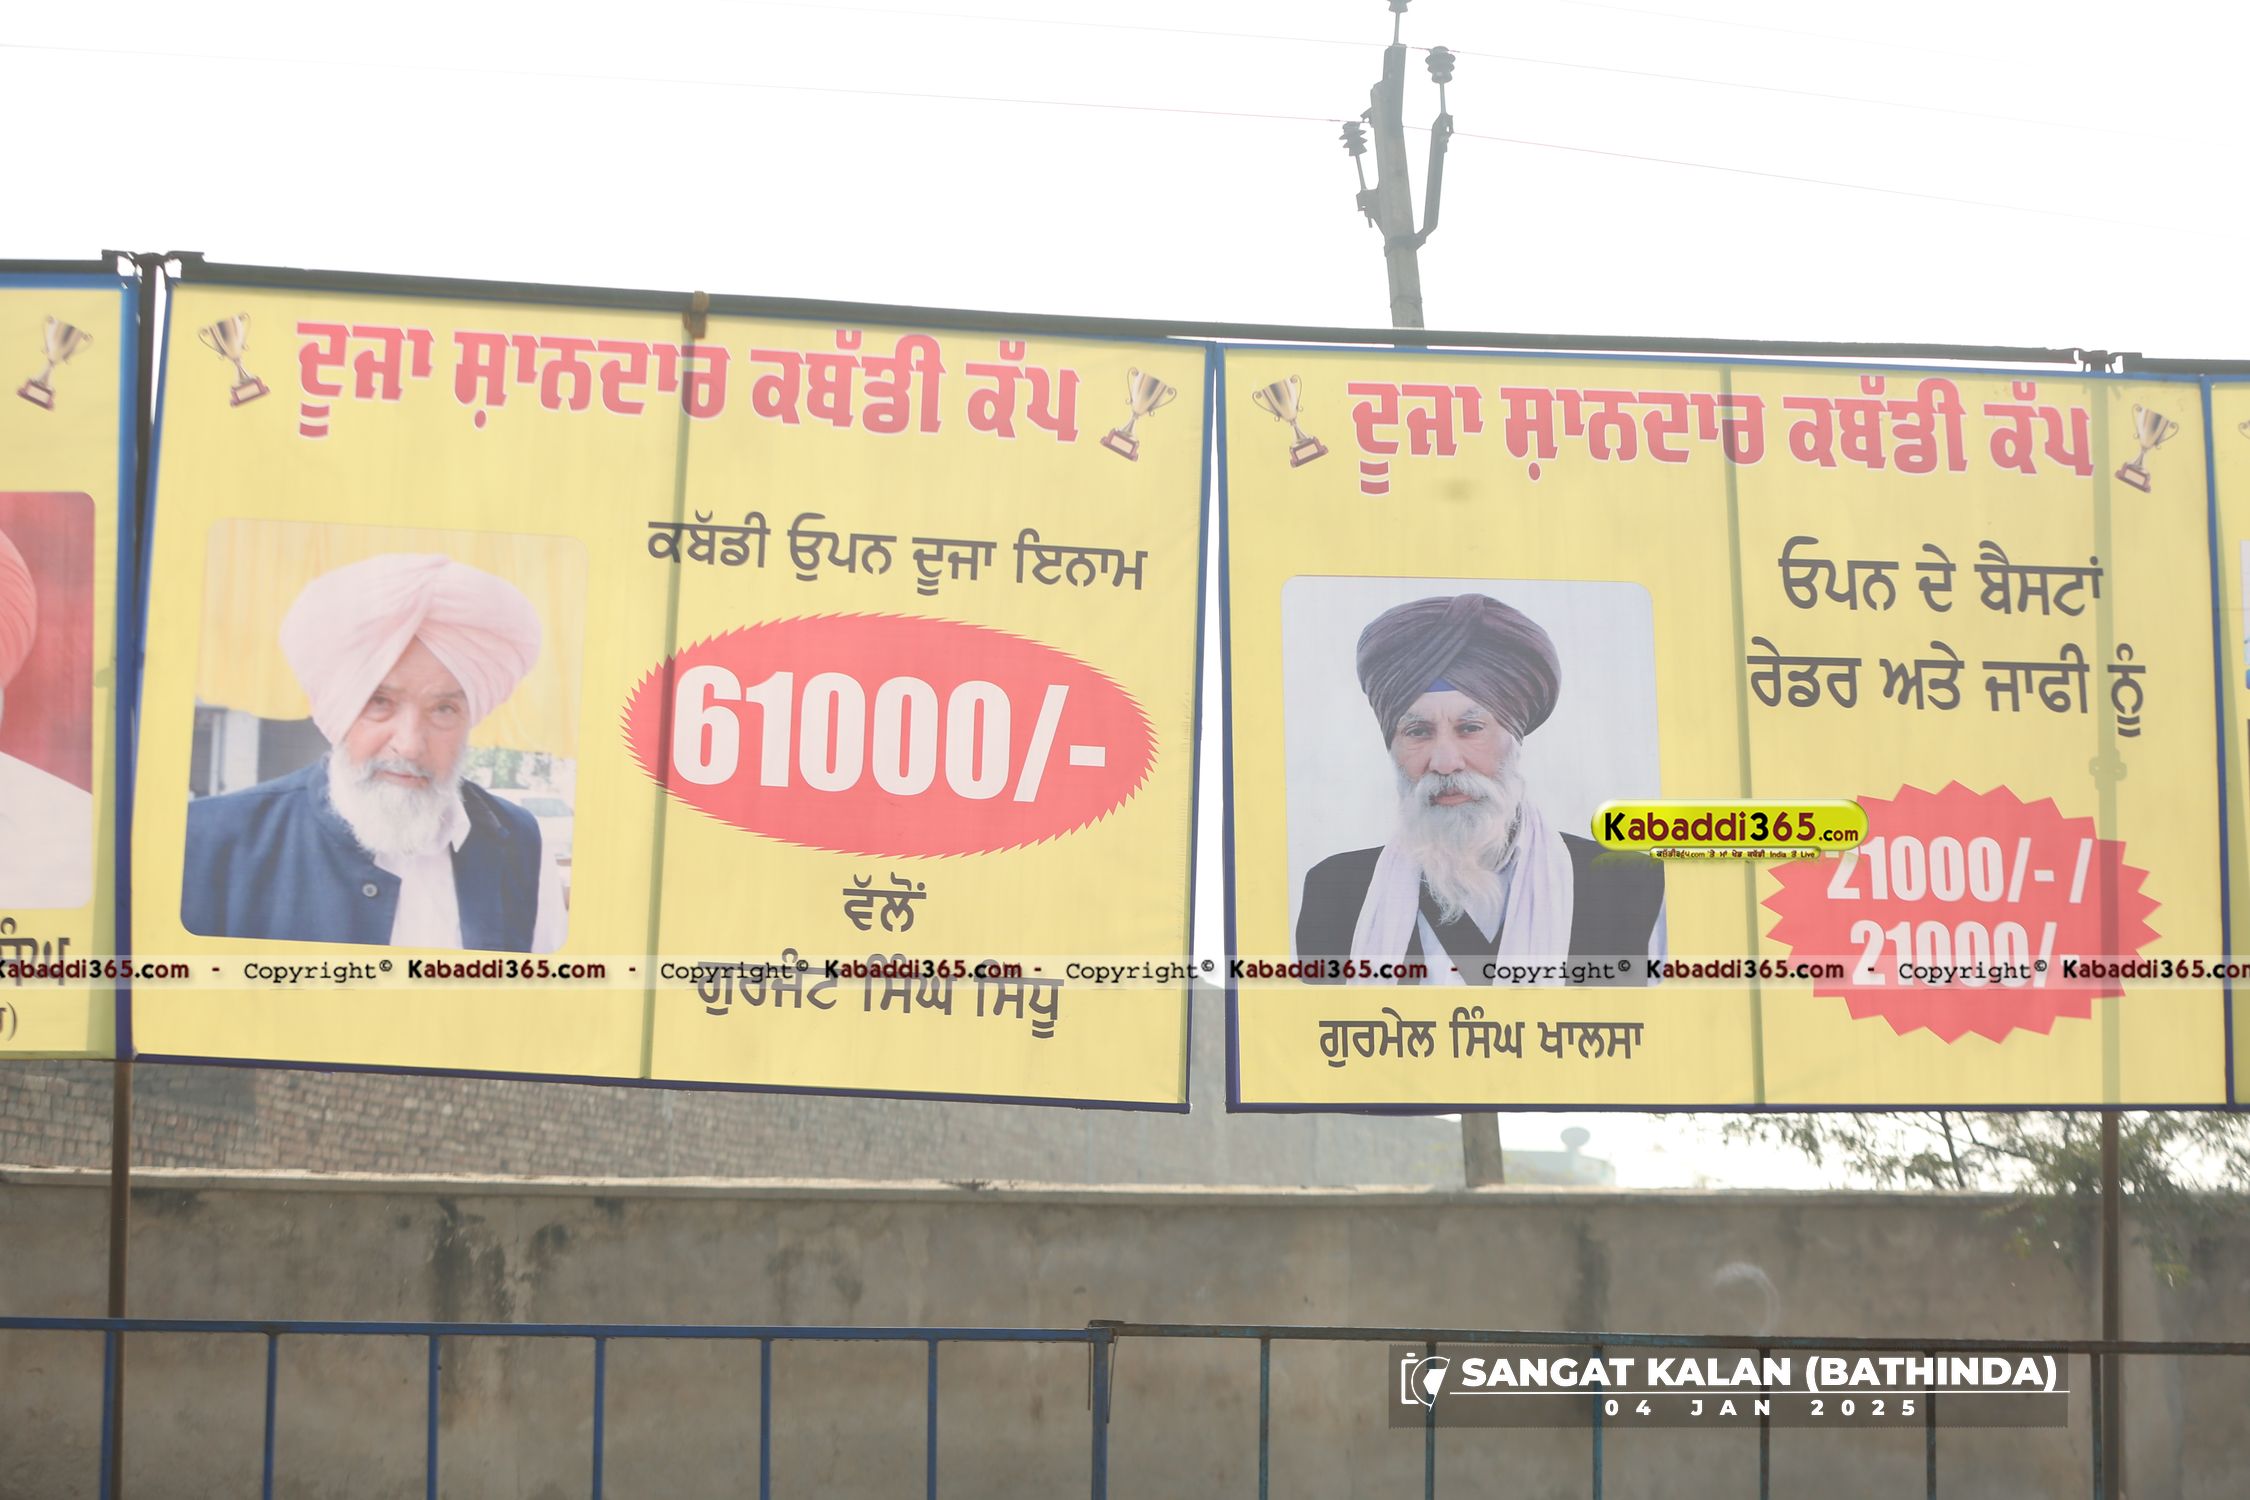 ਦੂਜਾ ਸ਼ਾਨਦਾਰ ਕਬੱਡੀ ਕੱਪ
ਕਬੱਡੀ ਓੁਪਨ ਦੂਜਾ ਇਨਾਮ
61000/-
ਵੱਲੋਂ
ਗੁਰਜੰਟ ਸਿੰਘ ਸਿੱਧੂ
ਦੂਜਾ ਸ਼ਾਨਦਾਰ ਕਬੱਡੀ ਕੱਪ
ਓਪਨ ਦੇ ਬੈਸਟਾਂ
ਰੇਡਰ ਅਤੇ ਜਾਫੀ ਨੂੰ
21000/- /
21000/-
ਗੁਰਮੇਲ ਸਿੰਘ ਖਾਲਸਾ
Kabaddi365.com
Kabaddi365.com - Copyright© Kabaddi365.com - Copyright© Kabaddi365.com - Copyright© Kabaddi365.com - Copyright© Kabaddi365.com - Copyright© Kabaddi365.com
SANGAT KALAN (BATHINDA)
04 JAN 2025